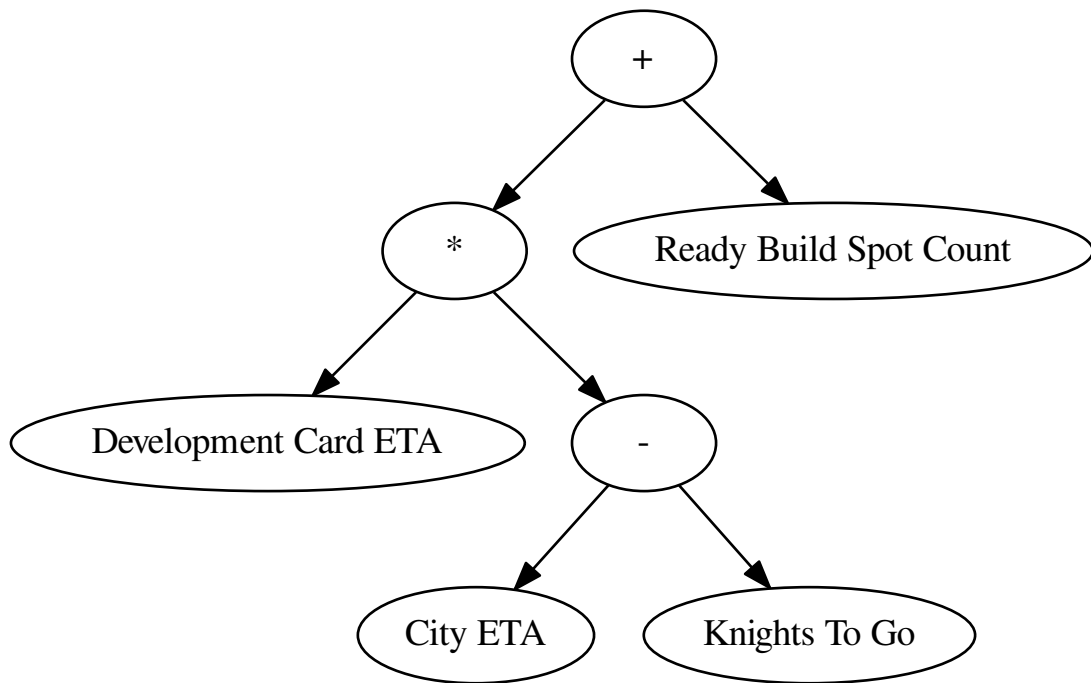 +
*
Ready Build Spot Count
Development Card ETA
-
City ETA
Knights To Go